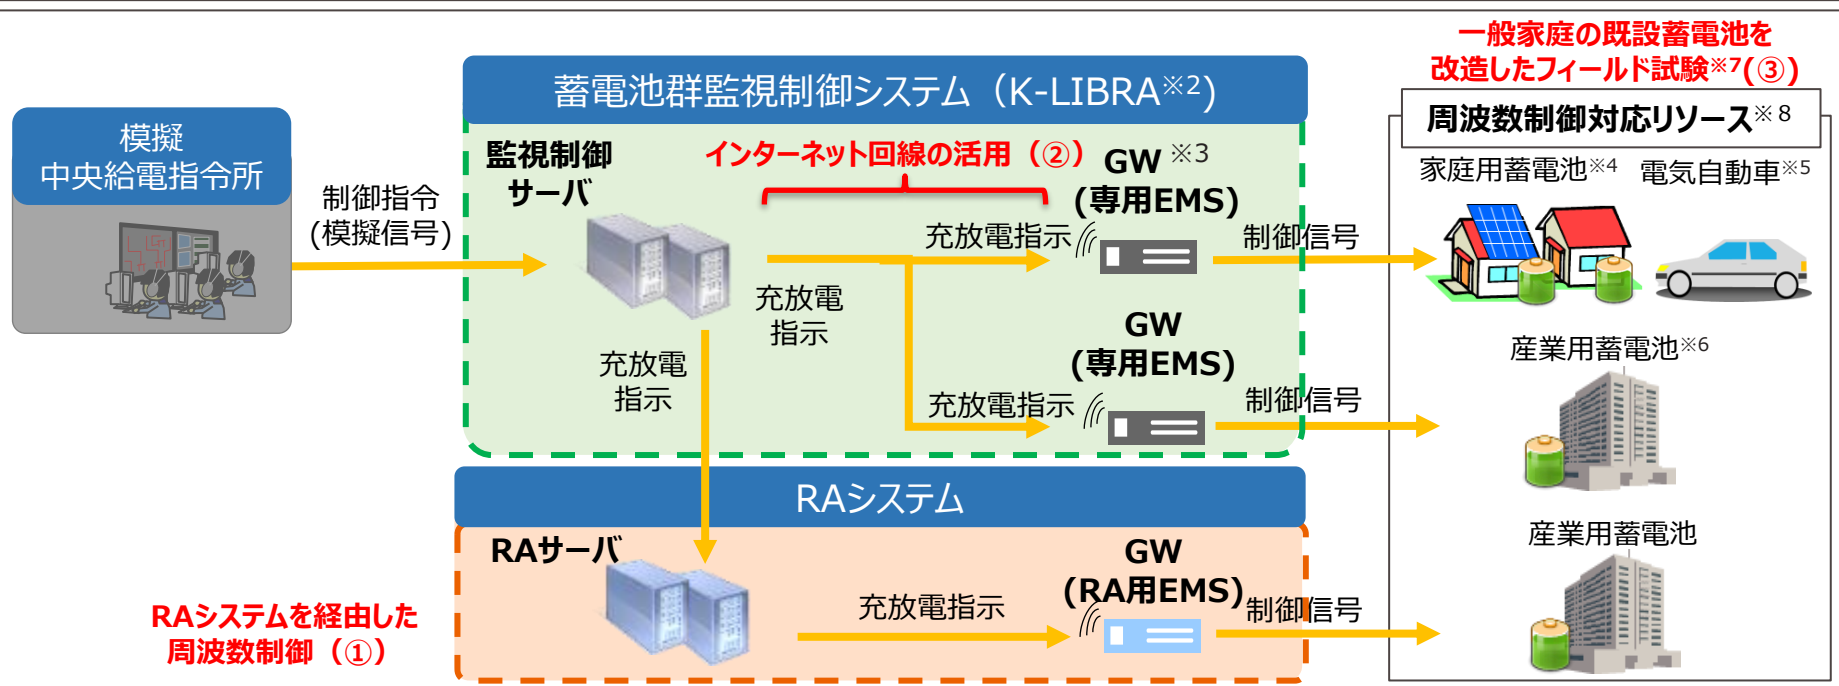 一般家庭の既設蓄電池を
改造したフィールド試験※7(③)
蓄電池群監視制御システム（K-LIBRA※2)
周波数制御対応リソース※８
模擬
中央給電指令所
制御指令
(模擬信号)
監視制御
サーバ
インターネット回線の活用（②）
GW ※3
(専用EMS)
充放電指示
制御信号
家庭用蓄電池※4
電気自動車※5
充放電
指示
充放電
指示
GW
(専用EMS)
充放電指示
制御信号
産業用蓄電池※6
RAシステム
RAサーバ
GW
(RA用EMS)
充放電指示
制御信号
産業用蓄電池
RAシステムを経由した
周波数制御（①）